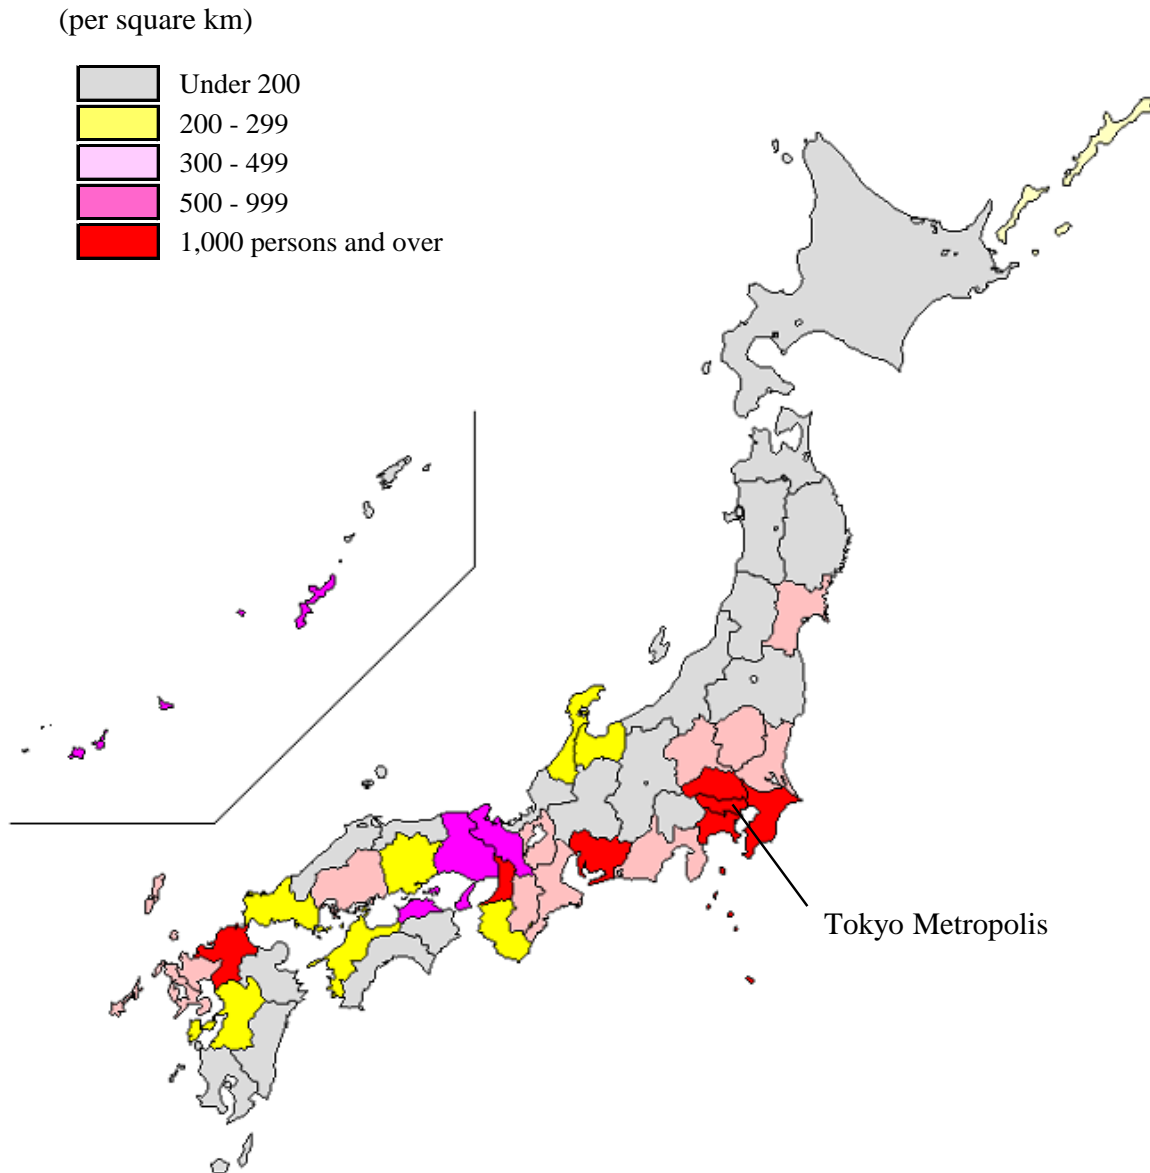 (per square km)
Under 200
200 - 299
300 - 499
500 - 999
1,000 persons and over
Tokyo Metropolis